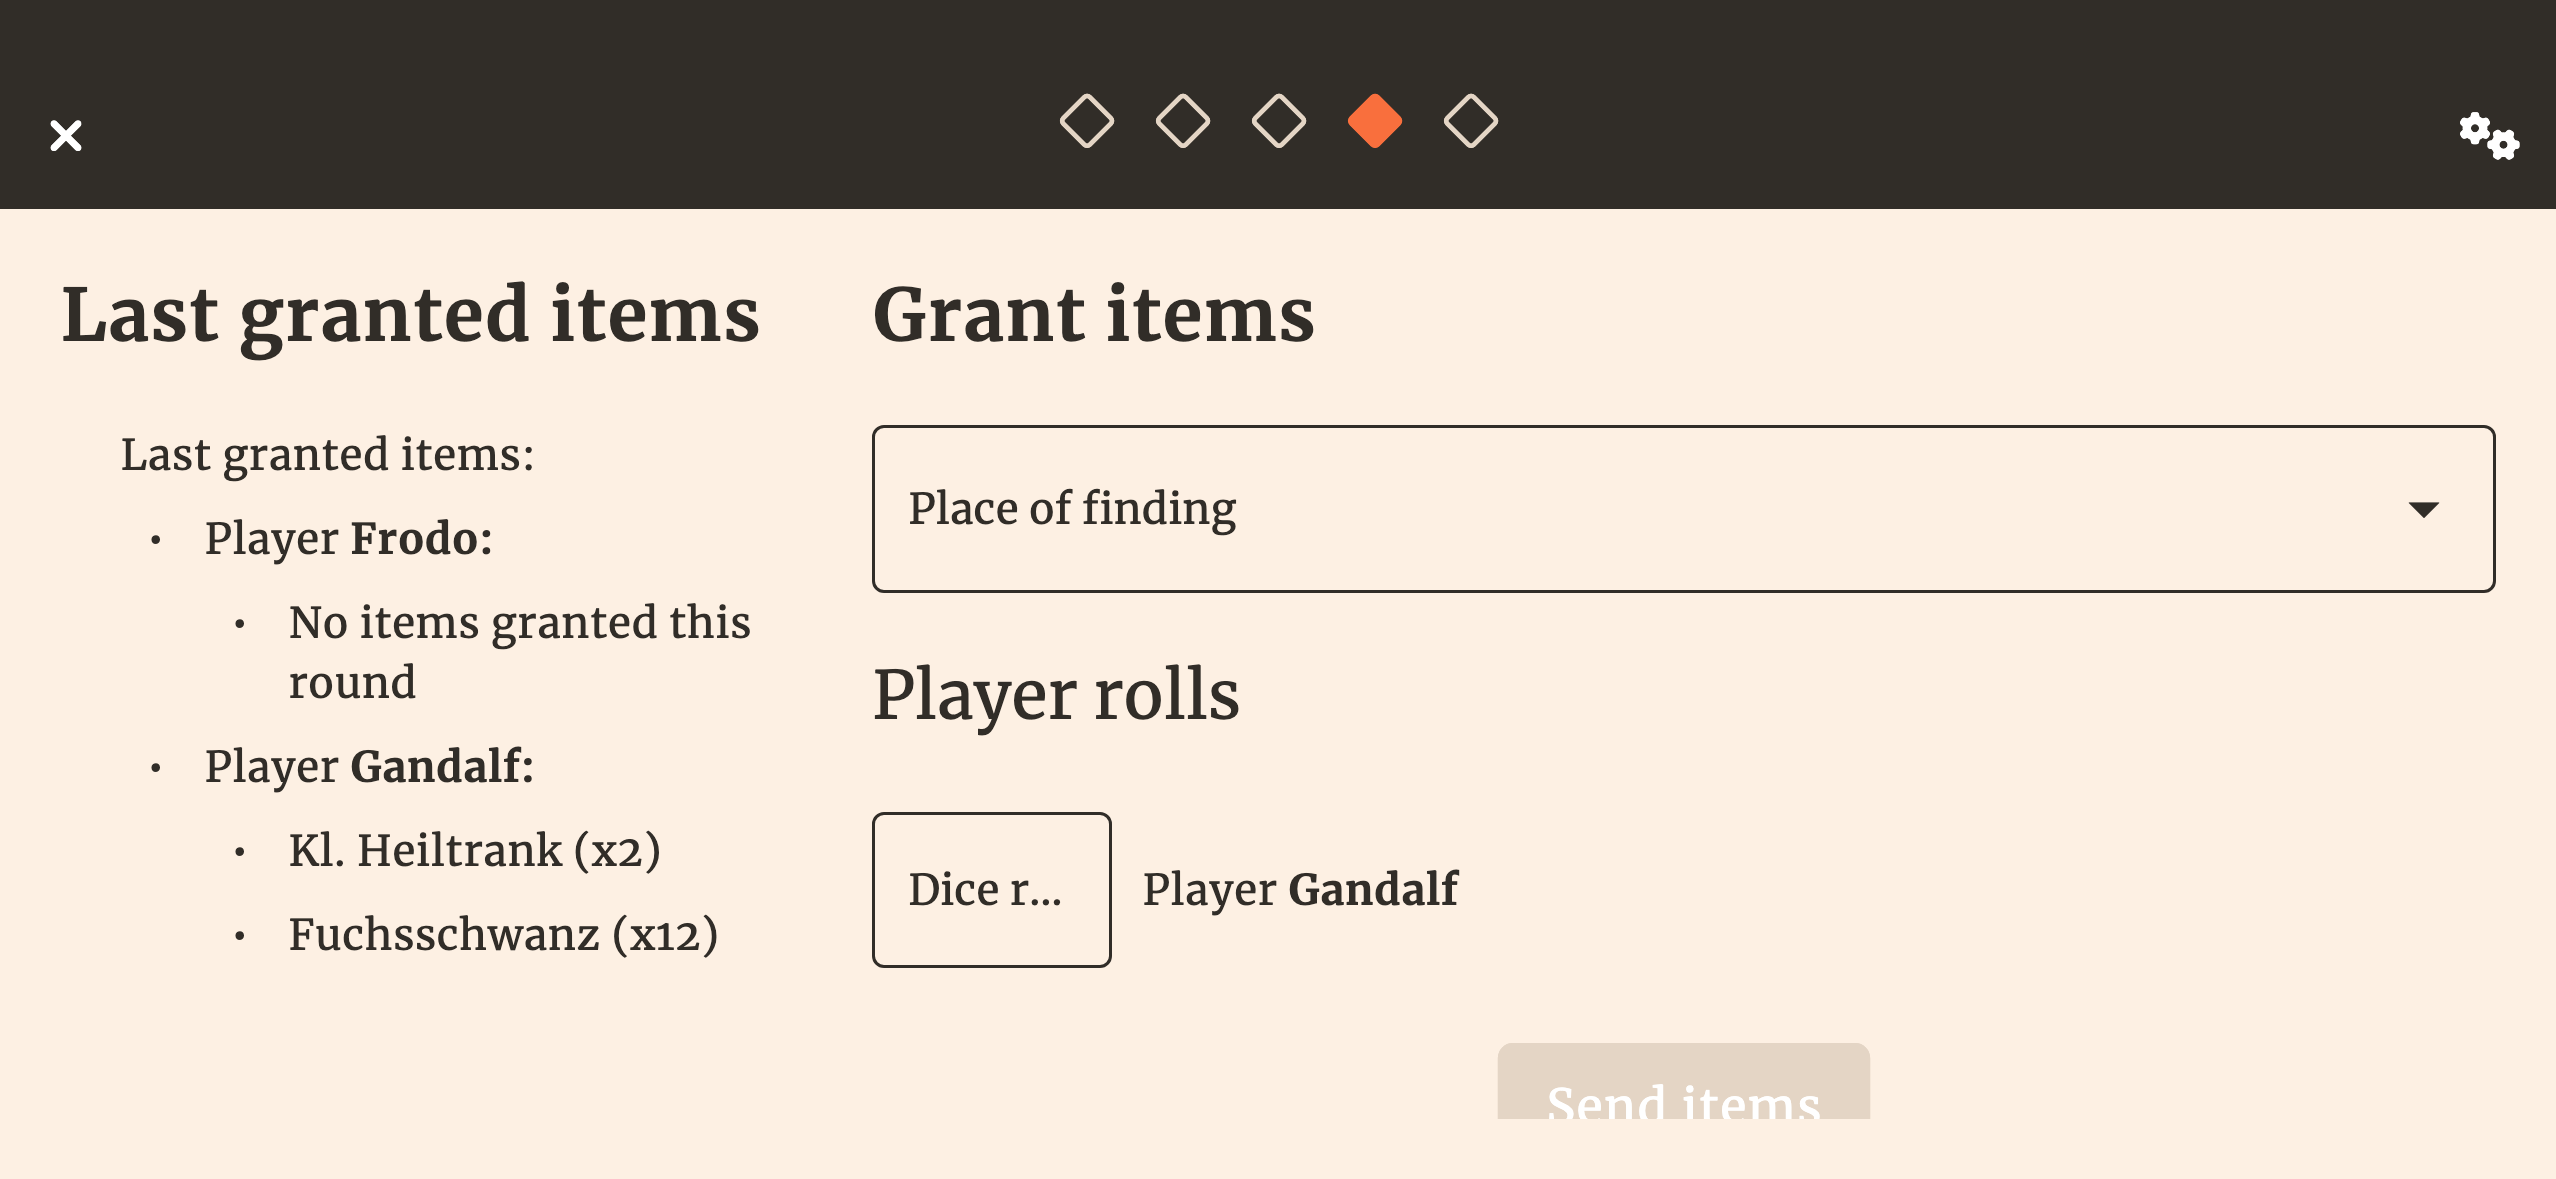 Last granted items
Last granted items:
• Player Frodo:
• No items granted this
round
• Player Gandalf:
• Kl. Heiltrank (x2)
• Fuchsschwanz (x12)
Grant items
Place of finding
Player rolls
Dice r...
Player Gandalf
Send items